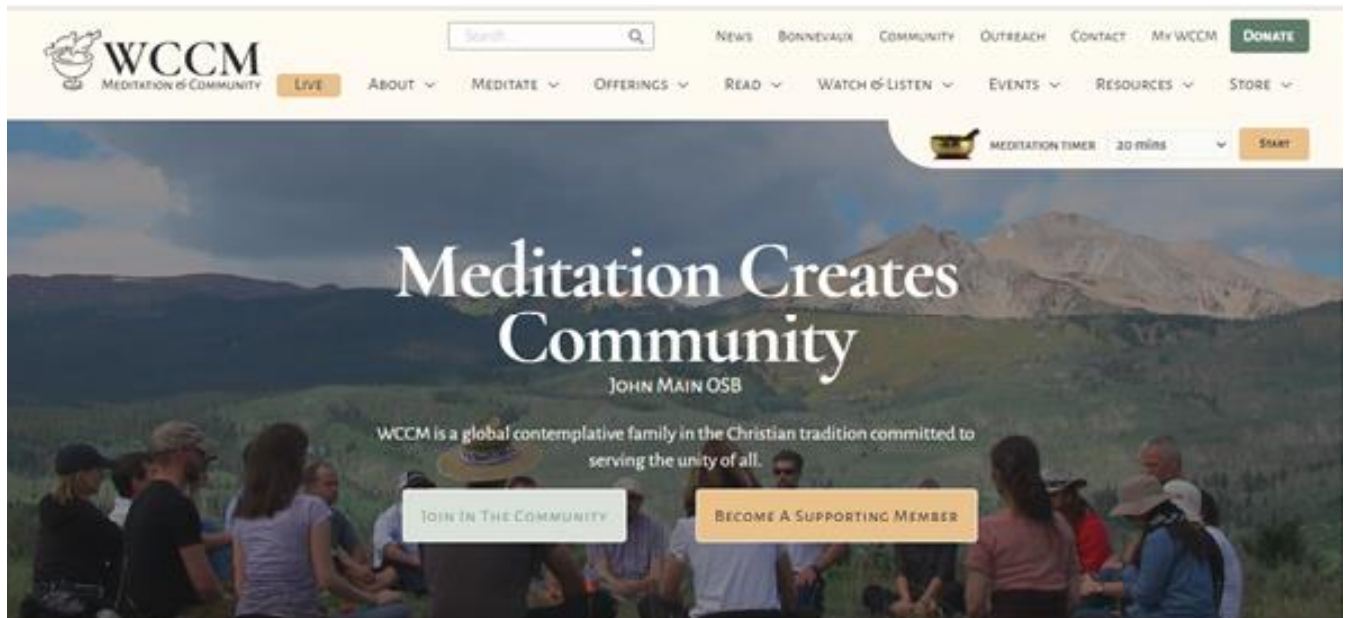 WCCM
MEDITATION & COMMUNITY
Search
NEWS BONNEVAUX COMMUNITY OUTREACH CONTACT MY WCCM DONATE
LIVE ABOUT MEDITATE OFFERINGS READ WATCH & LISTEN EVENTS RESOURCES STORE
MEDITATION TIMER 20 mins START
Meditation Creates
Community
JOHN MAIN OSB
WCCM is a global contemplative family in the Christian tradition committed to
serving the unity of all.
JOIN IN THE COMMUNITY BECOME A SUPPORTING MEMBER